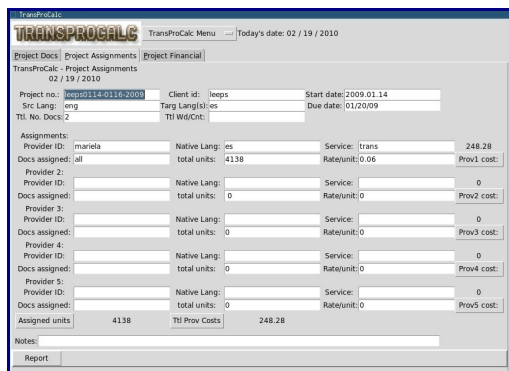 TransProCalc
TRANSPROCALC TransProCalc Menu Today's date: 02 / 19 / 2010
Project Docs Project Assignments Project Financial
TransProCalc - Project Assignments
02 / 19 / 2010
Project no.: leeps0114-0116-2009 Client id: leeps Start date: 2009.01.14
Src Lang: eng Targ Lang(s): es Due date: 01/20/09
Ttl. No. Docs: 2 Ttl Wd/Cnt:
Assignments:
Provider ID: mariela Native Lang: es Service: trans 248.28
Docs assigned: all total units: 4138 Rate/unit: 0.06 Prov1 cost:
Provider 2:
Provider ID: Native Lang: Service: 0
Docs assigned: total units: 0 Rate/unit: 0 Prov2 cost:
Provider 3:
Provider ID: Native Lang: Service: 0
Docs assigned: total units: 0 Rate/unit: 0 Prov3 cost:
Provider 4:
Provider ID: Native Lang: Service: 0
Docs assigned: total units: 0 Rate/unit: 0 Prov4 cost:
Provider 5:
Provider ID: Native Lang: Service: 0
Docs assigned: total units: 0 Rate/unit: 0 Prov5 cost:
Assigned units 4138 Ttl Prov Costs 248.28
Notes:
Report